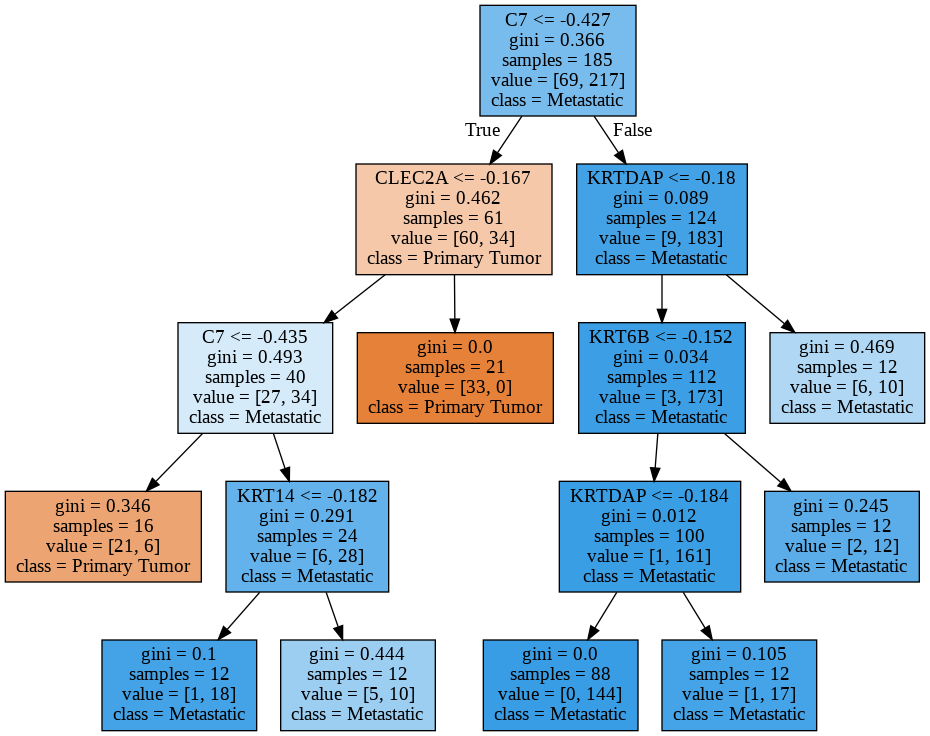 C7 <= -0.427
gini = 0.366
samples = 185
value = [69, 217]
class = Metastatic
True
False
CLEC2A <= -0.167
gini = 0.462
samples = 61
value = [60, 34]
class = Primary Tumor
KRTDAP <= -0.18
gini = 0.089
samples = 124
value = [9, 183]
class = Metastatic
C7 <= -0.435
gini = 0.493
samples = 40
value = [27, 34]
class = Metastatic
gini = 0.0
samples = 21
value = [33, 0]
class = Primary Tumor
KRT6B <= -0.152
gini = 0.034
samples = 112
value = [3, 173]
class = Metastatic
gini = 0.469
samples = 12
value = [6, 10]
class = Metastatic
gini = 0.346
samples = 16
value = [21, 6]
class = Primary Tumor
KRT14 <= -0.182
gini = 0.291
samples = 24
value = [6, 28]
class = Metastatic
KRTDAP <= -0.184
gini = 0.012
samples = 100
value = [1, 161]
class = Metastatic
gini = 0.245
samples = 12
value = [2, 12]
class = Metastatic
gini = 0.1
samples = 12
value = [1, 18]
class = Metastatic
gini = 0.444
samples = 12
value = [5, 10]
class = Metastatic
gini = 0.0
samples = 88
value = [0, 144]
class = Metastatic
gini = 0.105
samples = 12
value = [1, 17]
class = Metastatic